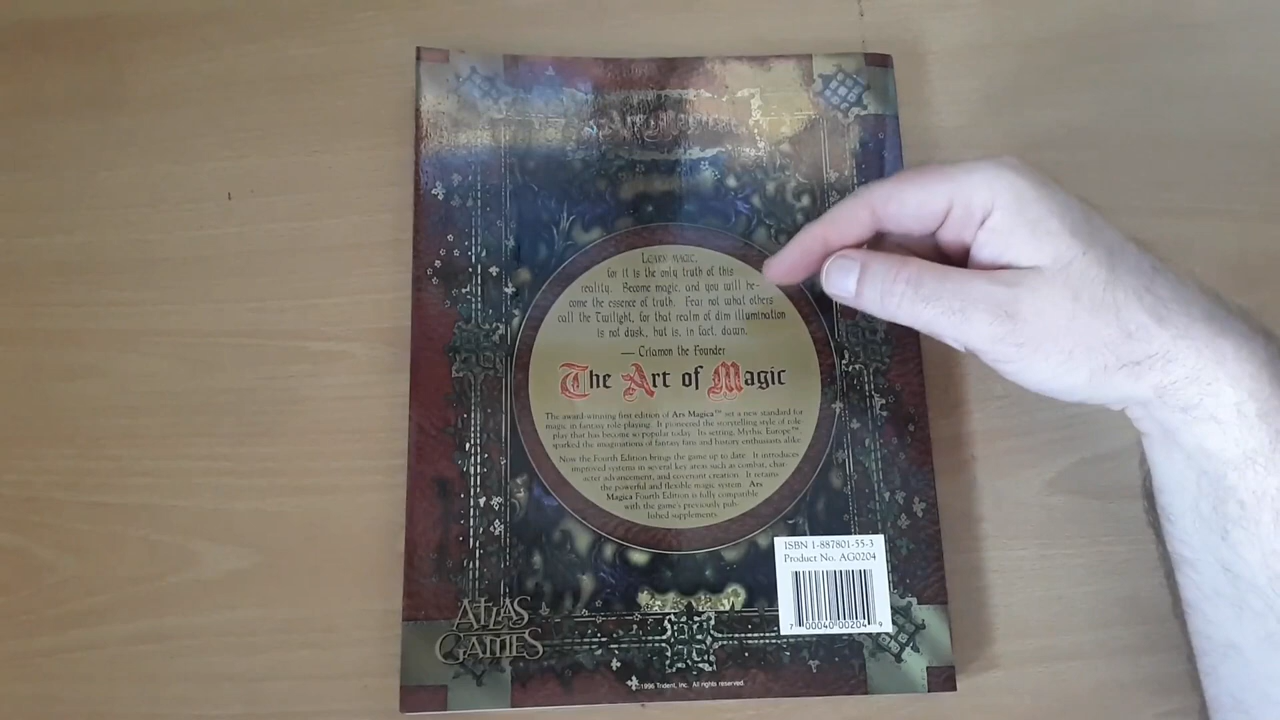 Ars Magica
Learn magic,
for it is the only truth of this
reality. Become magic, and you will be-
come the essence of truth. Fear not what others
call the Twilight, for that realm of dim illumination
is not dusk, but is, in fact, dawn.
— Criamon the Founder
The Art of Magic
The award-winning first edition of Ars Magica™ set a new standard for
magic in fantasy role playing. It pioneered the storytelling style of role-
play that has become so popular today. Its setting, Mythic Europe™,
sparked the imaginations of fantasy fans and history enthusiasts alike.
Now the Fourth Edition brings the game up to date. It introduces
improved systems in several key areas such as combat, char-
acter advancement, and covenant creation. It retains
the powerful and flexible magic system. Ars
Magica Fourth Edition is fully compatible
with the game's previously pub-
lished supplements.
ISBN 1-887801-55-3
Product No. AG0204
7 00040 00204 9
Atlas
Games
©1996 Trident, Inc. All rights reserved.